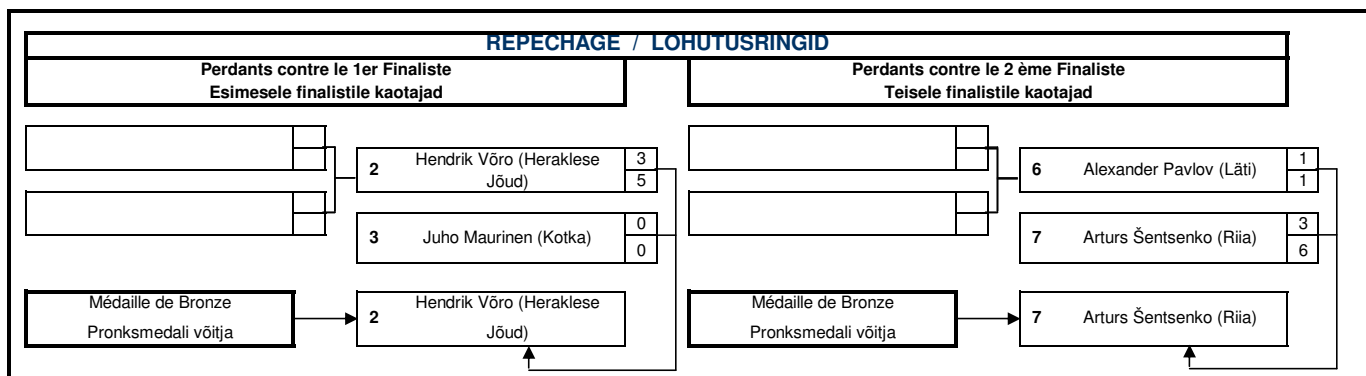 REPECHAGE / LOHUTUSRINGID
Perdants contre le 1er Finaliste
Esimesele finalistile kaotajad
Perdants contre le 2 ème Finaliste
Teisele finalistile kaotajad
2 Hendrik Võro (Heraklese 3
Jõud) 5
6 Alexander Pavlov (Läti) 1
1
3 Juho Maurinen (Kotka) 0
0
7 Arturs Šentsenko (Riia) 3
6
Médaille de Bronze
Pronksmedali võitja
2 Hendrik Võro (Heraklese
Jõud)
Médaille de Bronze
Pronksmedali võitja
7 Arturs Šentsenko (Riia)